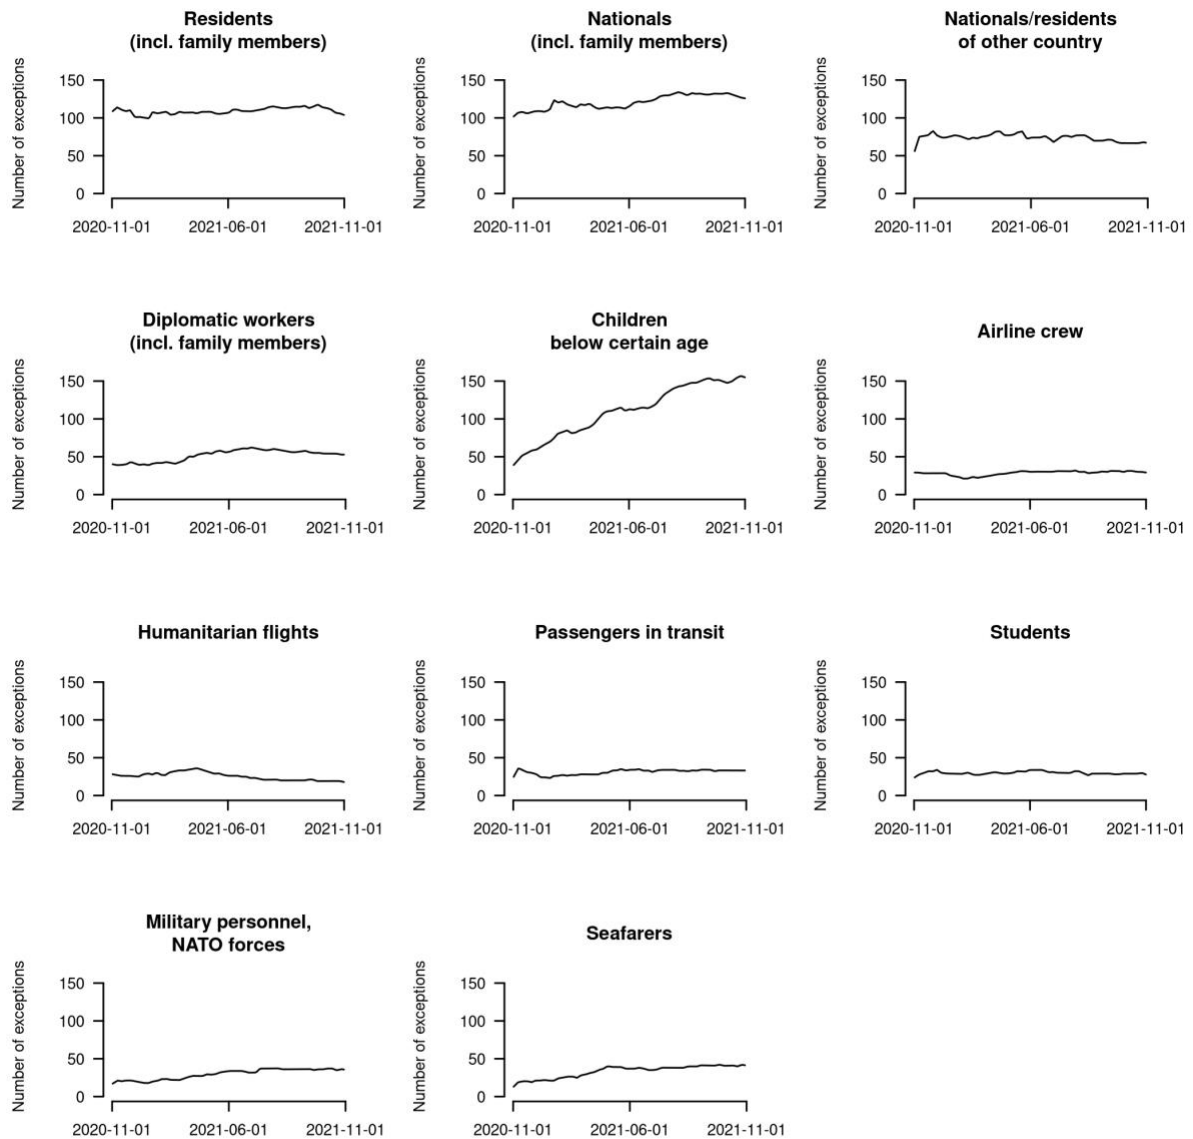 Residents
(incl. family members)
Number of exceptions
150
100
50
0
2020-11-01 2021-06-01 2021-11-01
Nationals
(incl. family members)
Number of exceptions
150
100
50
0
2020-11-01 2021-06-01 2021-11-01
Nationals/residents
of other country
Number of exceptions
150
100
50
0
2020-11-01 2021-06-01 2021-11-01
Diplomatic workers
(incl. family members)
Number of exceptions
150
100
50
0
2020-11-01 2021-06-01 2021-11-01
Children
below certain age
Number of exceptions
150
100
50
0
2020-11-01 2021-06-01 2021-11-01
Airline crew
Number of exceptions
150
100
50
0
2020-11-01 2021-06-01 2021-11-01
Humanitarian flights
Number of exceptions
150
100
50
0
2020-11-01 2021-06-01 2021-11-01
Passengers in transit
Number of exceptions
150
100
50
0
2020-11-01 2021-06-01 2021-11-01
Students
Number of exceptions
150
100
50
0
2020-11-01 2021-06-01 2021-11-01
Military personnel,
NATO forces
Number of exceptions
150
100
50
0
2020-11-01 2021-06-01 2021-11-01
Seafarers
Number of exceptions
150
100
50
0
2020-11-01 2021-06-01 2021-11-01